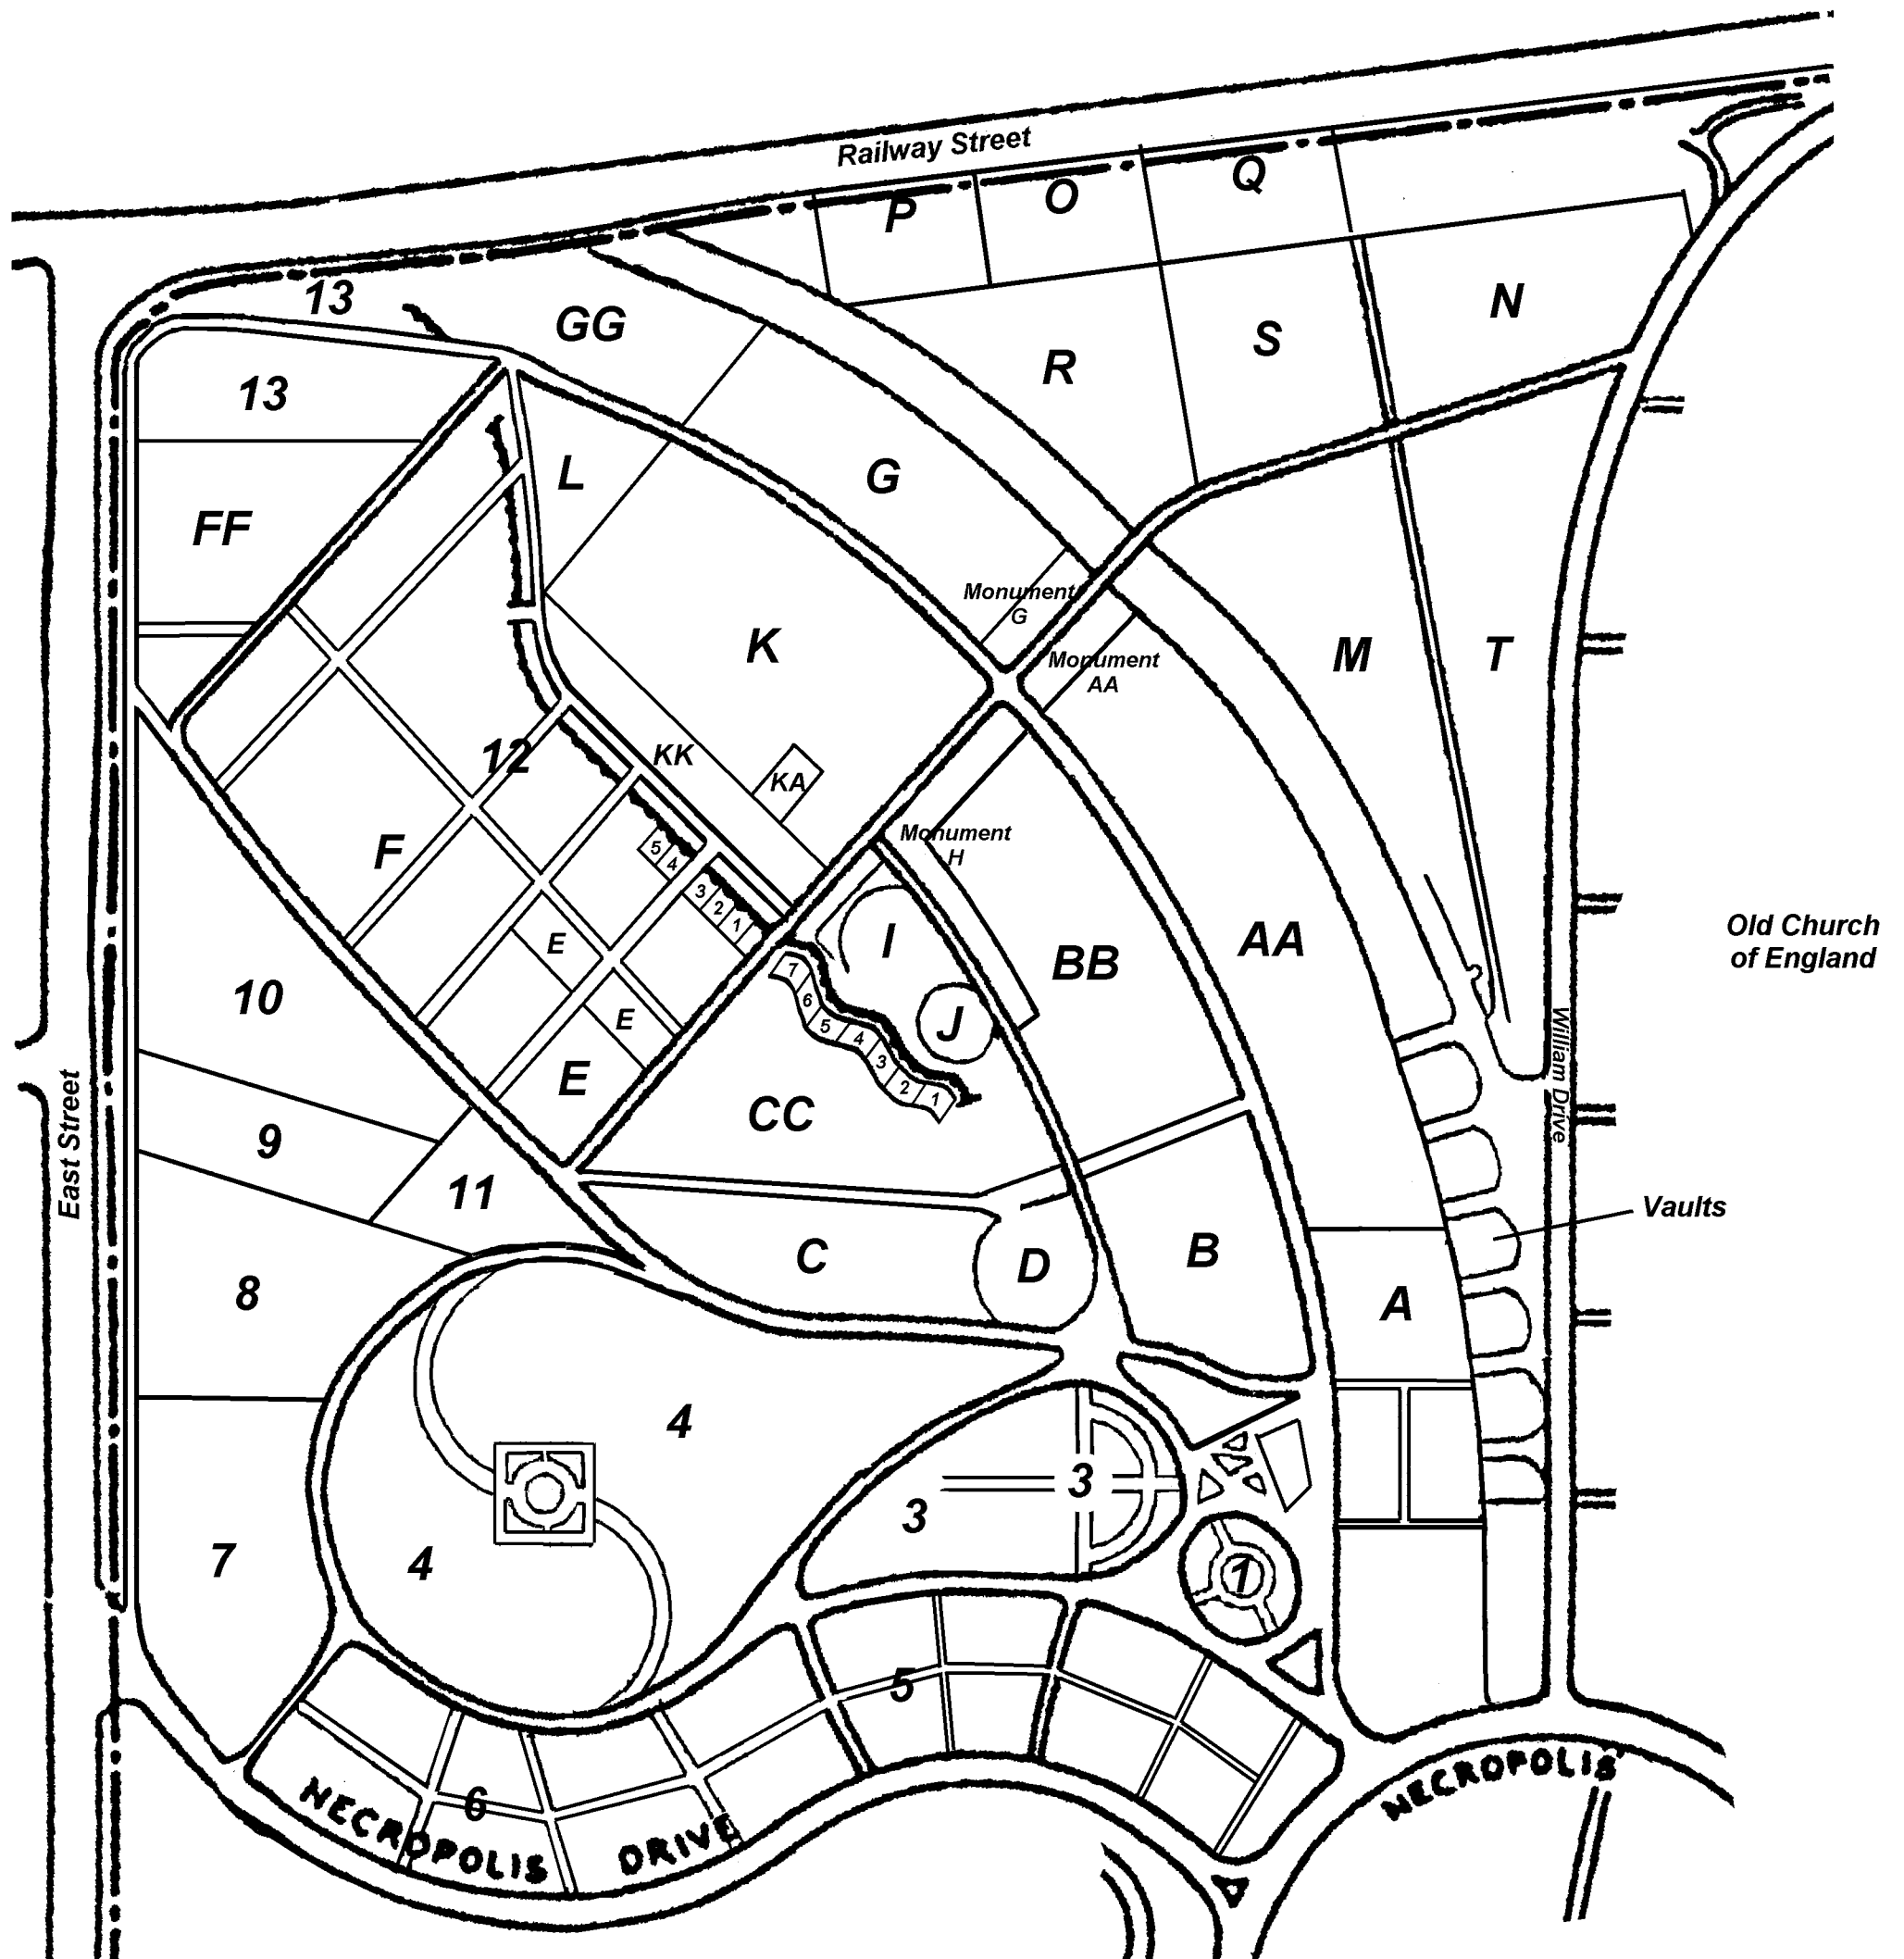 Railway Street
P
O
Q
13
GG
N
S
R
13
L
G
FF
Monument
G
K
Monument
AA
M
T
12
KK
KA
F
Monument
H
5
4
3
2
1
E
I
BB
AA
Old Church
of England
7
6
5
4
3
2
1
J
10
E
E
CC
William Drive
East Street
9
11
Vaults
C
D
B
8
A
4
3
3
7
4
1
5
6
NECROPOLIS DRIVE
NECROPOLIS